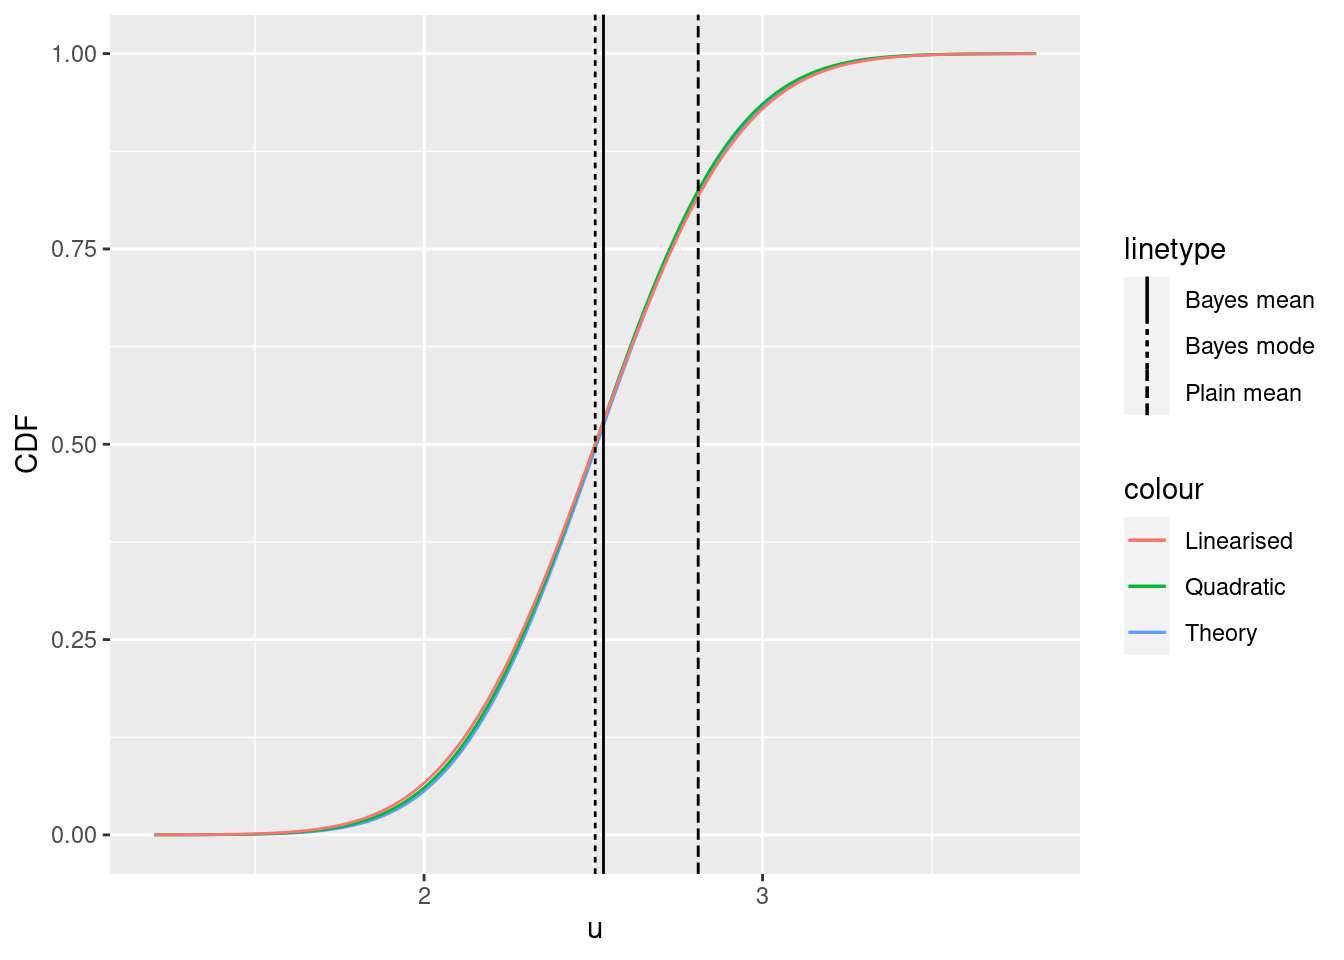 1.00
0.75
0.50
0.25
0.00
CDF
2
3
u
linetype
Bayes mean
Bayes mode
Plain mean
colour
Linearised
Quadratic
Theory